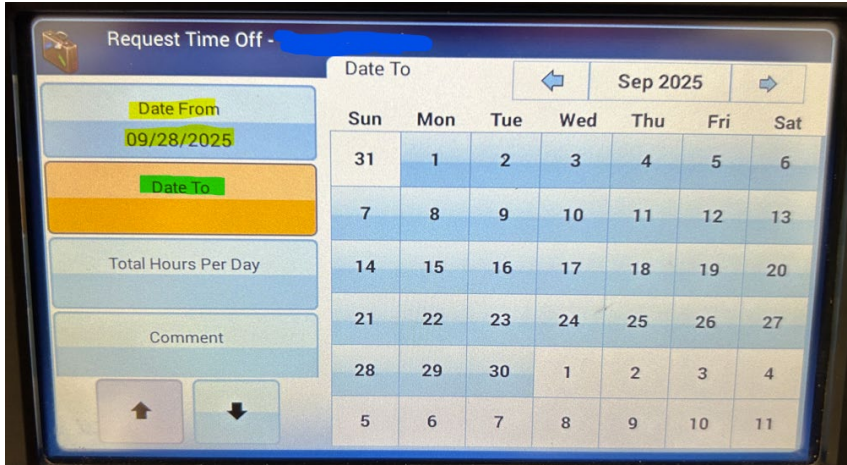 Request Time Off -
Date From
09/28/2025
Date To
Total Hours Per Day
Comment
Date To
Sep 2025
Sun Mon Tue Wed Thu Fri Sat
31 1 2 3 4 5 6
7 8 9 10 11 12 13
14 15 16 17 18 19 20
21 22 23 24 25 26 27
28 29 30 1 2 3 4
5 6 7 8 9 10 11